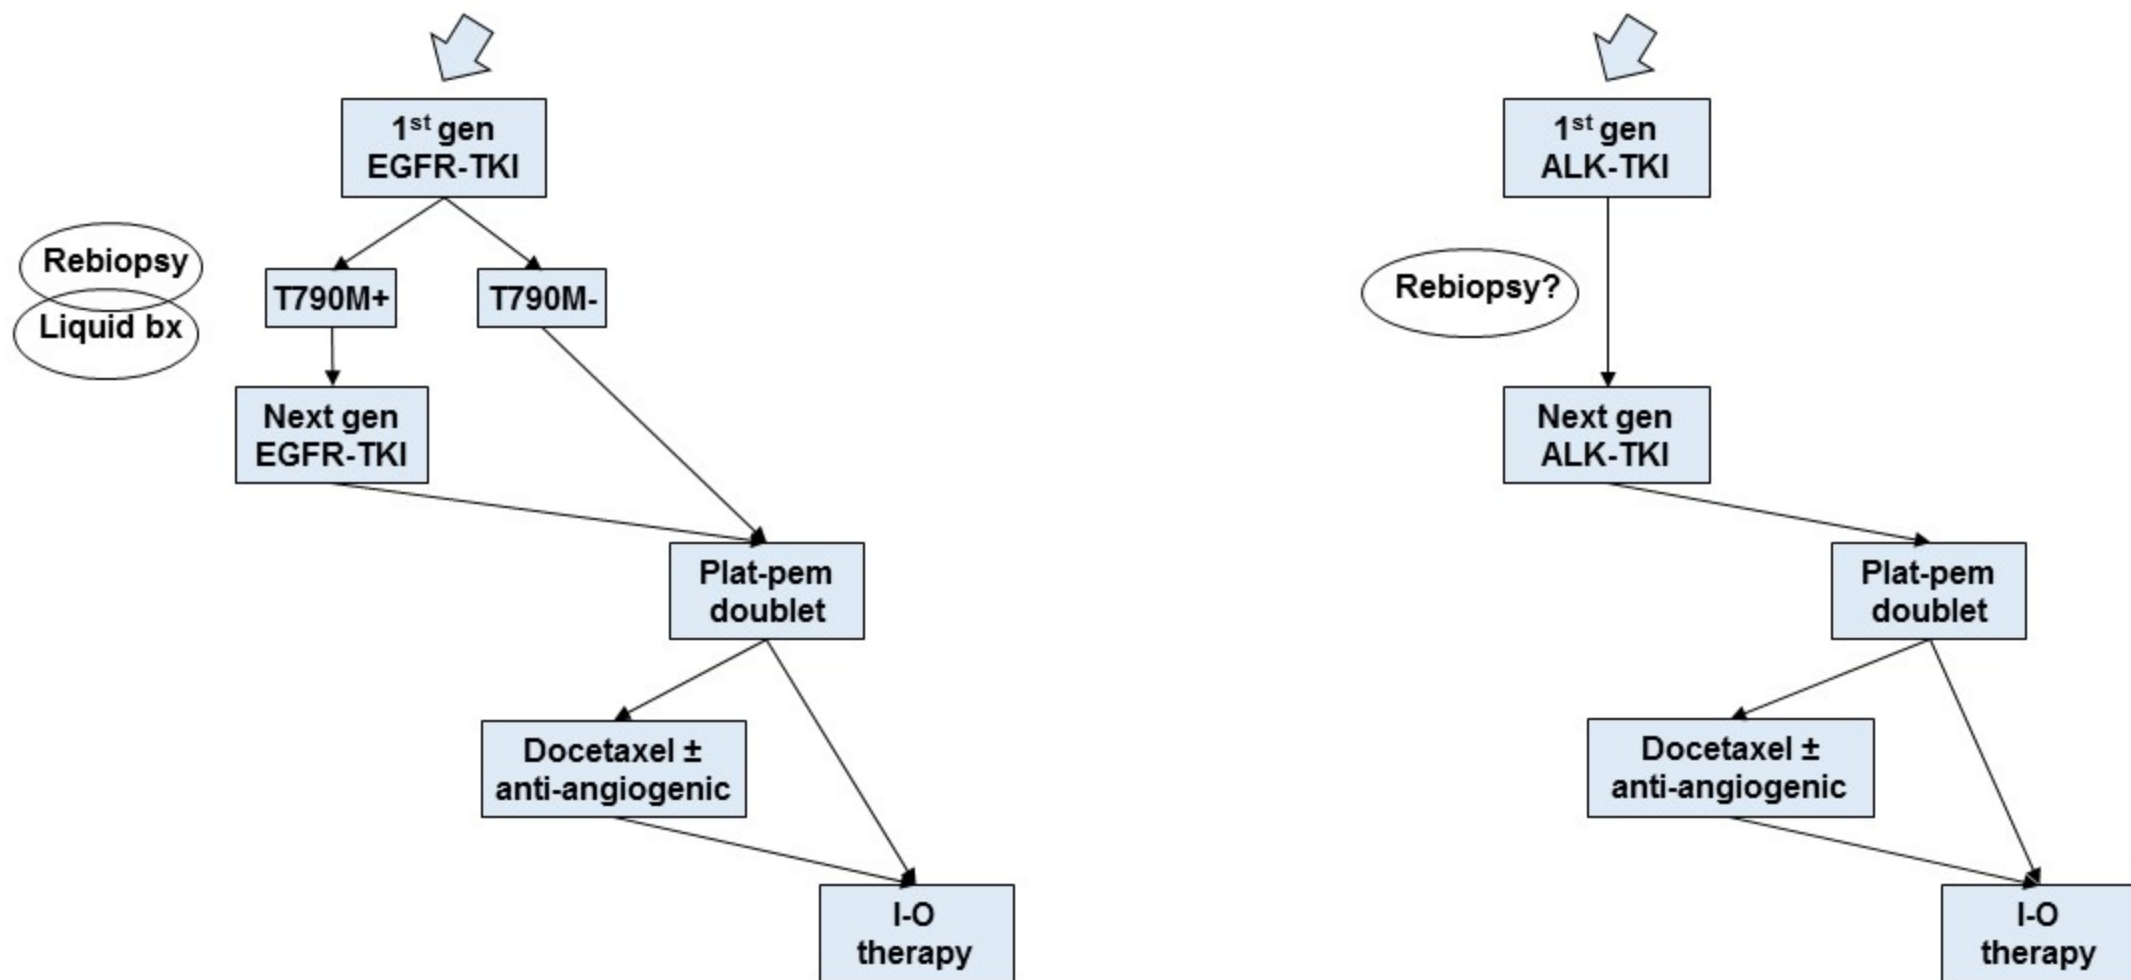 1st gen
EGFR-TKI
Rebiopsy
Liquid bx
T790M+
T790M-
Next gen
EGFR-TKI
Plat-pem
doublet
Docetaxel ±
anti-angiogenic
I-O
therapy
1st gen
ALK-TKI
Rebiopsy?
Next gen
ALK-TKI
Plat-pem
doublet
Docetaxel ±
anti-angiogenic
I-O
therapy